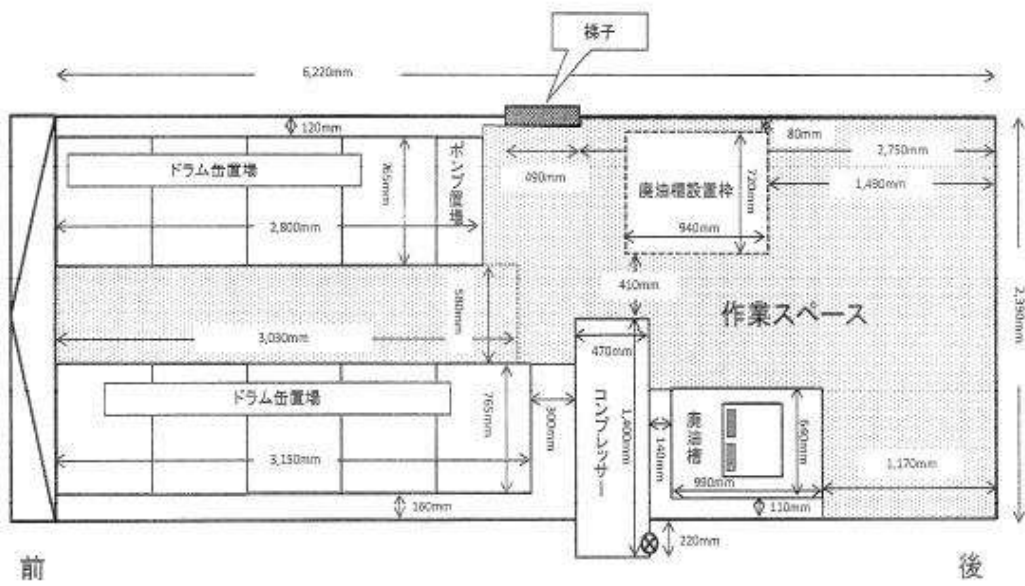 梯子
6,220mm
120mm
80mm
2,750mm
ドラム缶置場
765mm
ポンプ置場
490mm
廃油櫃設置枠
720mm
1,490mm
2,800mm
940mm
410mm
580mm
作業スペース
2,390mm
3,030mm
470mm
ドラム缶置場
765mm
300mm
コンプレッサー
1,400mm
140mm
廃油槽
640mm
3,150mm
990mm
1,170mm
160mm
110mm
220mm
前
後